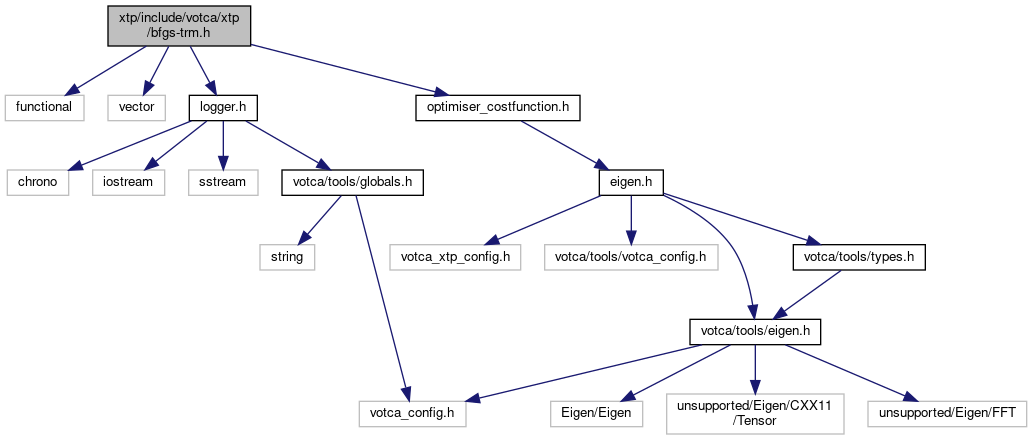 xtp/include/votca/xtp
/bfgs-trm.h
functional
vector
logger.h
optimiser_costfunction.h
chrono
iostream
sstream
votca/tools/globals.h
eigen.h
string
votca_xtp_config.h
votca/tools/votca_config.h
votca/tools/types.h
votca/tools/eigen.h
votca_config.h
Eigen/Eigen
unsupported/Eigen/CXX11
/Tensor
unsupported/Eigen/FFT